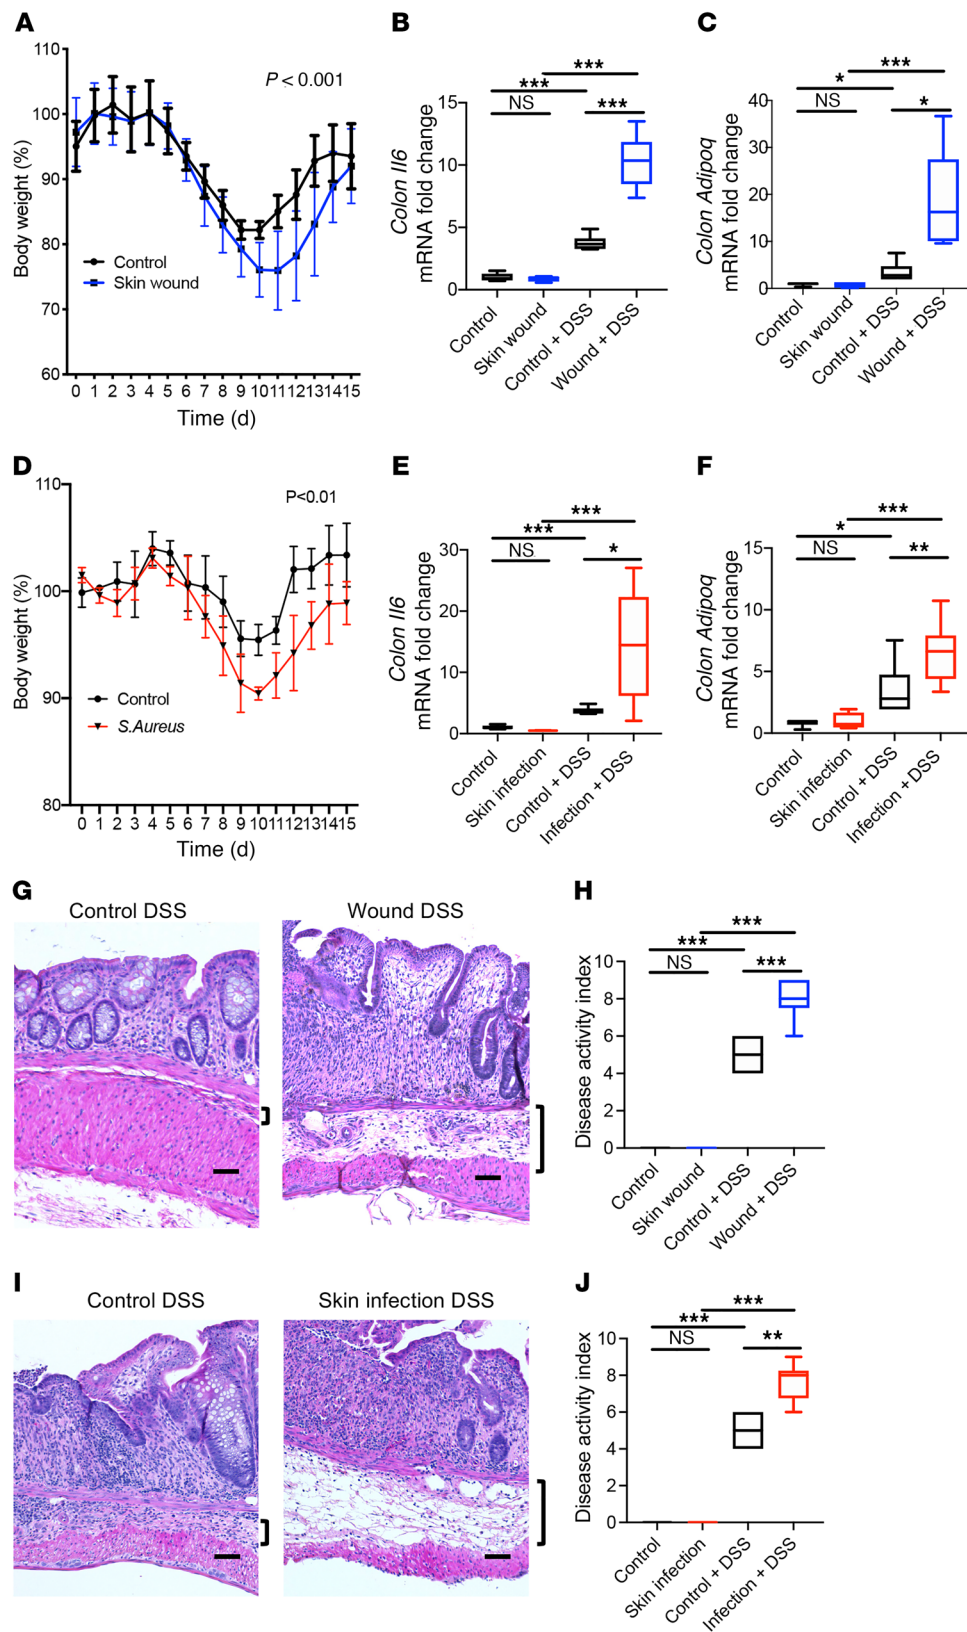 A
110
100
90
80
70
60
Body weight (%)
P < 0.001
Control
Skin wound
0 1 2 3 4 5 6 7 8 9 10 11 12 13 14 15
Time (d)
B
Colon Il6
mRNA fold change
15
10
5
0
NS
***
***
***
Control
Skin wound
Control + DSS
Wound + DSS
C
Colon Adipoq
mRNA fold change
40
30
20
10
0
NS
*
***
*
Control
Skin wound
Control + DSS
Wound + DSS
D
110
100
90
80
Body weight (%)
P<0.01
Control
S.Aureus
0 1 2 3 4 5 6 7 8 9 10 11 12 13 14 15
Time (d)
E
Colon Il6
mRNA fold change
30
20
10
0
NS
***
***
*
Control
Skin infection
Control + DSS
Infection + DSS
F
Colon Adipoq
mRNA fold change
15
10
5
0
NS
*
***
**
Control
Skin infection
Control + DSS
Infection + DSS
G
Control DSS
Wound DSS
H
Disease activity index
10
8
6
4
2
0
NS
***
***
***
Control
Skin wound
Control + DSS
Wound + DSS
I
Control DSS
Skin infection DSS
J
Disease activity index
10
8
6
4
2
0
NS
***
***
**
Control
Skin infection
Control + DSS
Infection + DSS